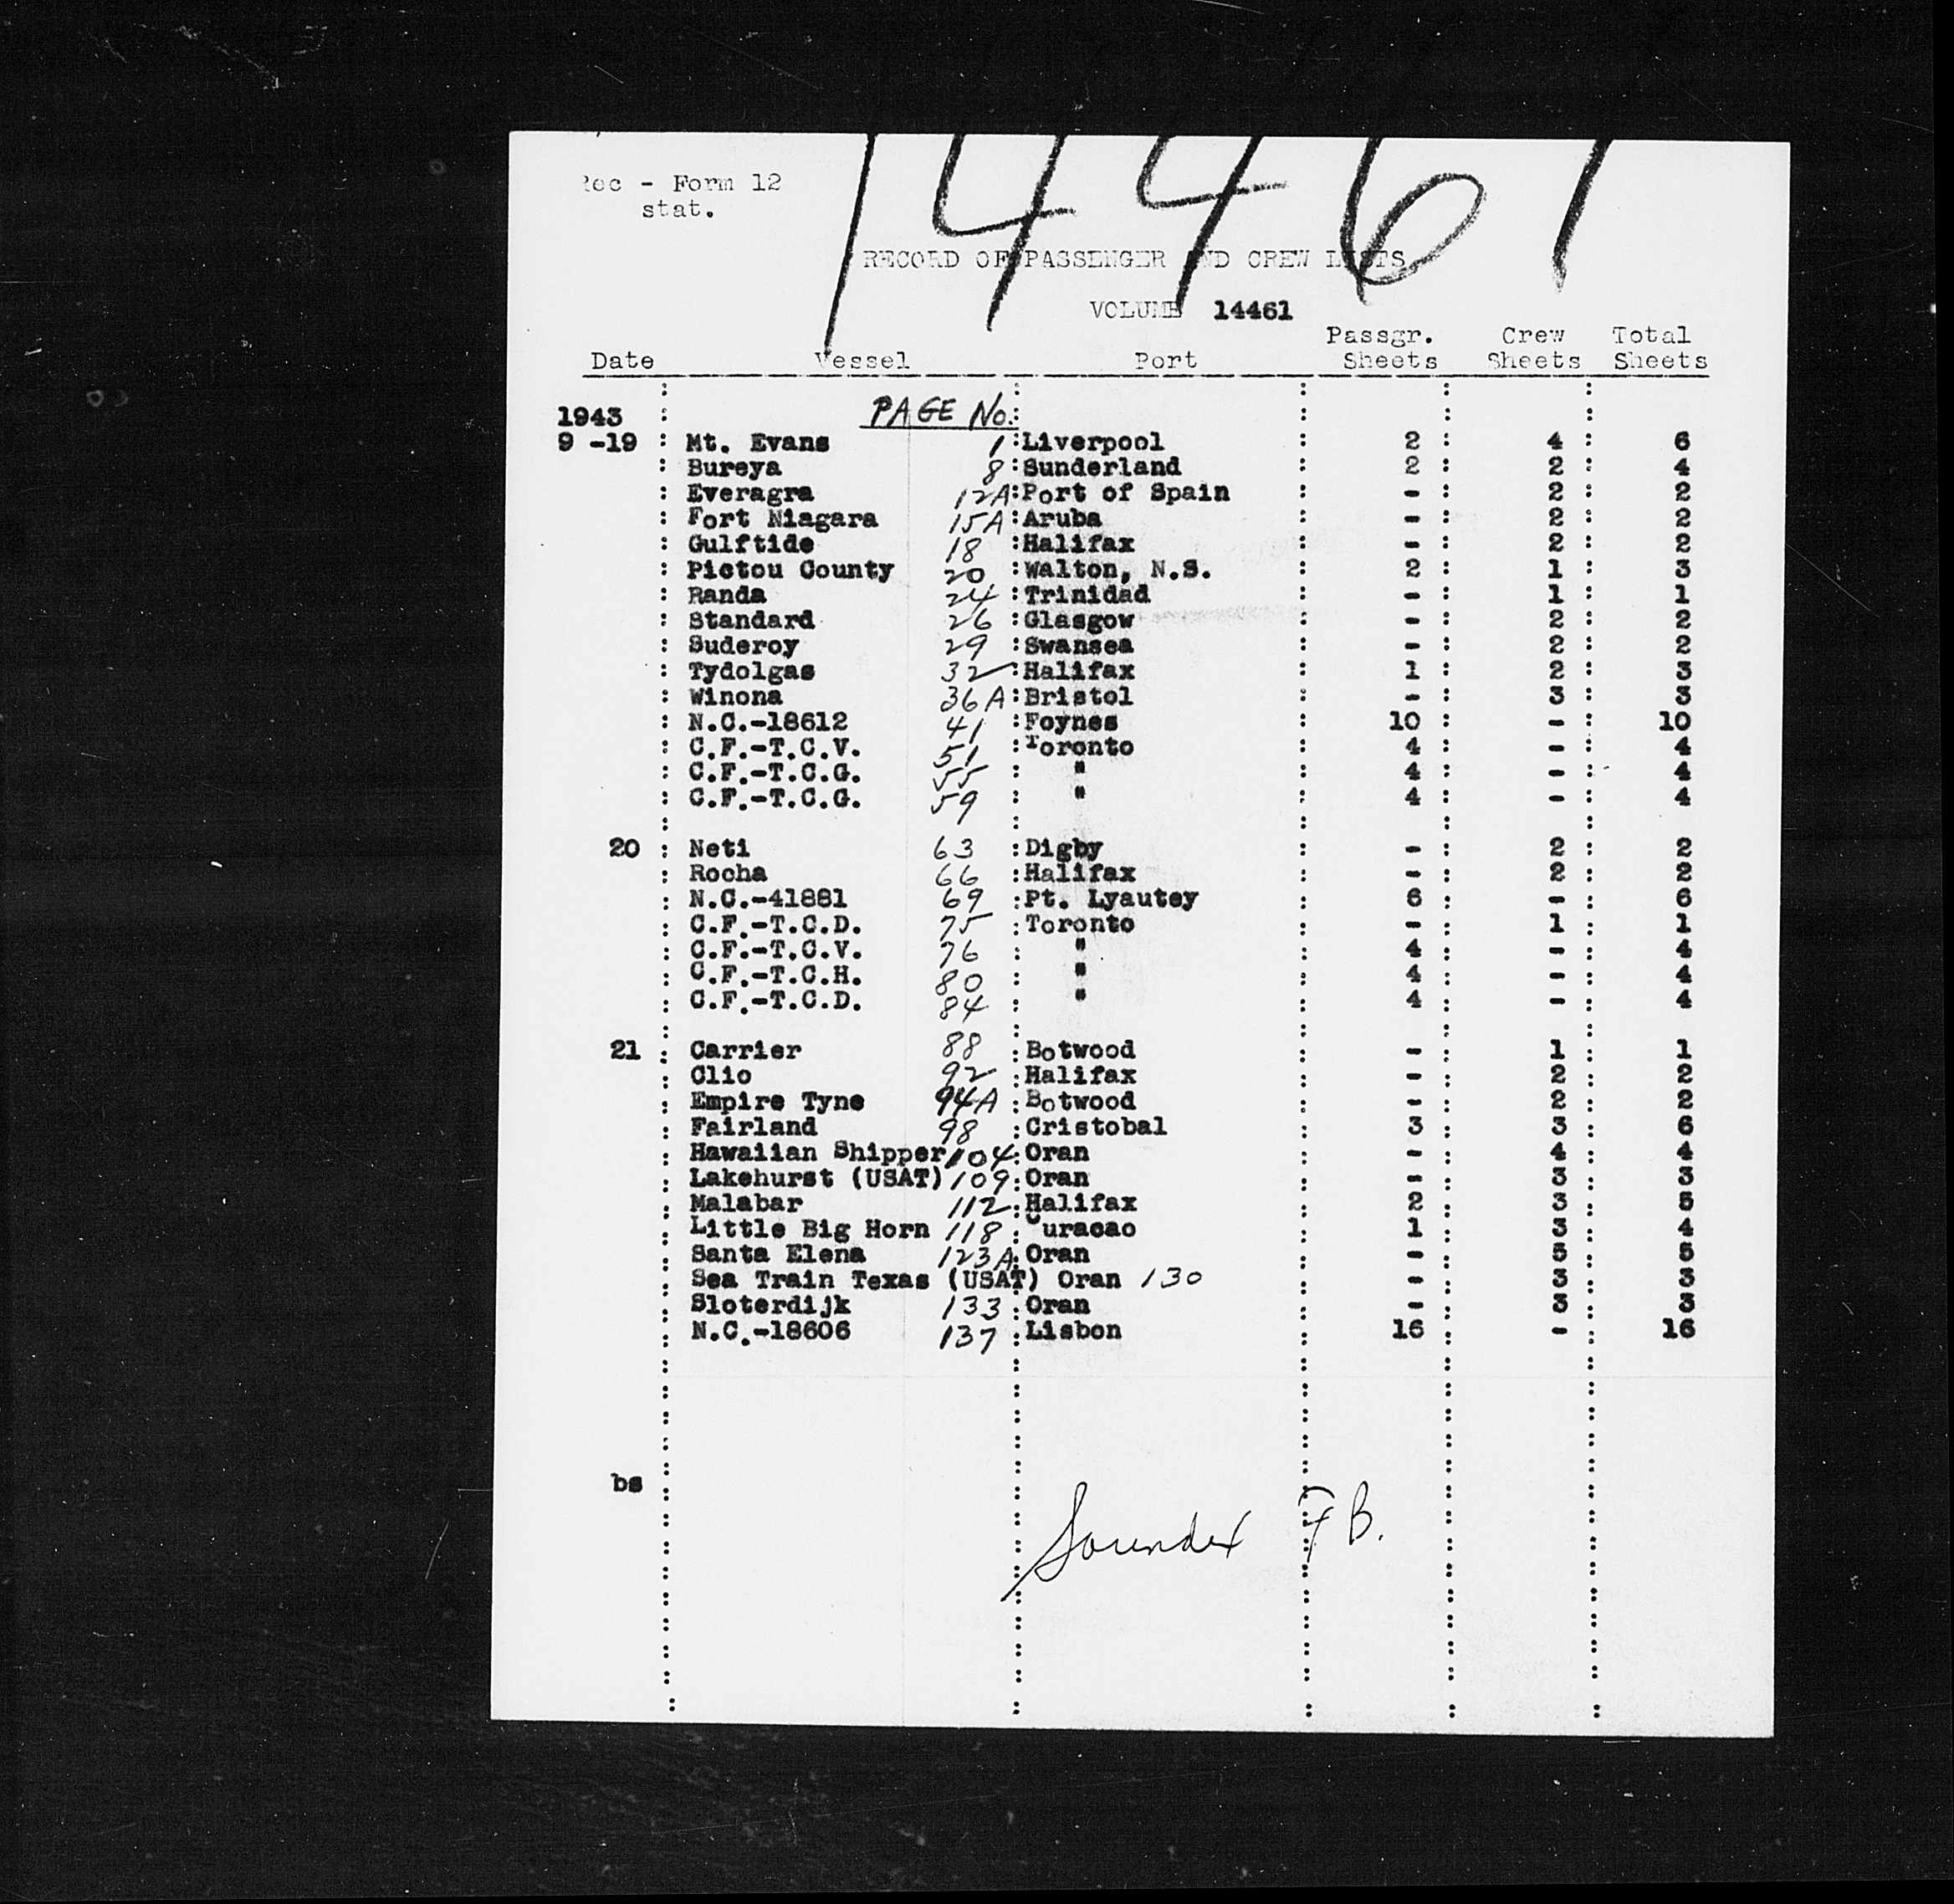 14461
Rec - Form 12
stat.
RECORD OF PASSENGER AND CREW LISTS
VOLUME 14461
Date Vessel Port Passgr. Sheets Crew Sheets Total Sheets
1943 PAGE No.
9 -19 Mt. Evans 1 Liverpool 2 4 6
Bureya 8 Sunderland 2 2 4
Everagra 12A Port of Spain - 2 2
Fort Niagara 15A Aruba - 2 2
Gulftide 18 Halifax - 2 2
Pictou County 20 Walton, N.S. 2 1 3
Randa 24 Trinidad - 1 1
Standard 26 Glasgow - 2 2
Suderoy 29 Swansea - 2 2
Tydolgas 32 Halifax 1 2 3
Winona 36A Bristol - 3 3
N.C.-18612 41 Foynes 10 - 10
C.F.-T.C.V. 51 Toronto 4 - 4
C.F.-T.C.G. 55 " 4 - 4
C.F.-T.C.G. 59 " 4 - 4
20 Neti 63 Digby - 2 2
Rocha 66 Halifax - 2 2
N.C.-41881 69 Pt. Lyautey 6 - 6
C.F.-T.C.D. 75 Toronto - 1 1
C.F.-T.C.V. 76 " 4 - 4
C.F.-T.C.H. 80 " 4 - 4
C.F.-T.C.D. 84 " 4 - 4
21 Carrier 88 Botwood - 1 1
Clio 92 Halifax - 2 2
Empire Tyne 94A Botwood - 2 2
Fairland 98 Cristobal 3 3 6
Hawaiian Shipper 104 Oran - 4 4
Lakehurst (USAT) 109 Oran - 3 3
Malabar 112 Halifax 2 3 5
Little Big Horn 118 Curacao 1 3 4
Santa Elena 123A Oran - 5 5
Sea Train Texas (USAT) Oran 130 - 3 3
Sloterdijk 133 Oran - 3 3
N.C.-18606 137 Lisbon 16 - 16
bs
Soundex FB.